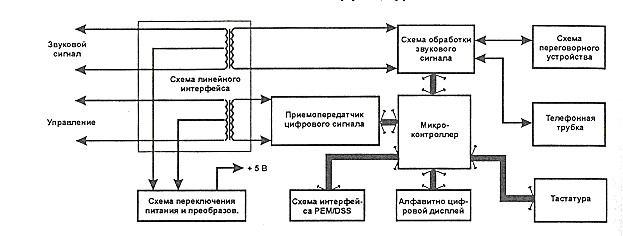 Звуковой
сигнал
Управление
Схема линейного
интерфейса
Схема обработки
звукового
сигнала
Схема
переговорного
устройства
Приемопередатчик
цифрового сигнала
Микро-
контроллер
Телефонная
трубка
+ 5 В
Схема переключения
питания и преобразов.
Схема интерфей-
са PEM/DSS
Алфавитно циф-
ровой дисплей
Тастатура